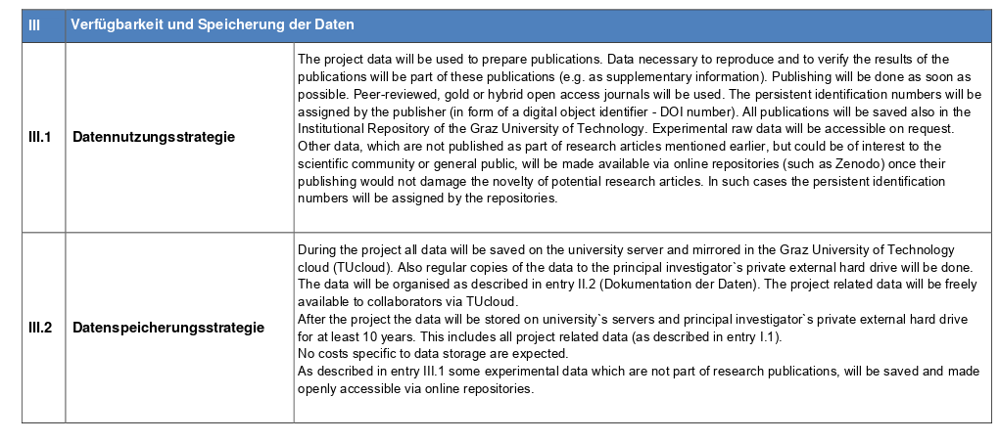 III Verfügbarkeit und Speicherung der Daten
III.1 Datennutzungsstrategie
The project data will be used to prepare publications. Data necessary to reproduce and to verify the results of the
publications will be part of these publications (e.g. as supplementary information). Publishing will be done as soon as
possible. Peer-reviewed, gold or hybrid open access journals will be used. The persistent identification numbers will be
assigned by the publisher (in form of a digital object identifier - DOI number). All publications will be saved also in the
Institutional Repository of the Graz University of Technology. Experimental raw data will be accessible on request.
Other data, which are not published as part of research articles mentioned earlier, but could be of interest to the
scientific community or general public, will be made available via online repositories (such as Zenodo) once their
publishing would not damage the novelty of potential research articles. In such cases the persistent identification
numbers will be assigned by the repositories.
III.2 Datenspeicherungsstrategie
During the project all data will be saved on the university server and mirrored in the Graz University of Technology
cloud (TUcloud). Also regular copies of the data to the principal investigator`s private external hard drive will be done.
The data will be organised as described in entry II.2 (Dokumentation der Daten). The project related data will be freely
available to collaborators via TUcloud.
After the project the data will be stored on university`s servers and principal investigator`s private external hard drive
for at least 10 years. This includes all project related data (as described in entry I.1).
No costs specific to data storage are expected.
As described in entry III.1 some experimental data which are not part of research publications, will be saved and made
openly accessible via online repositories.